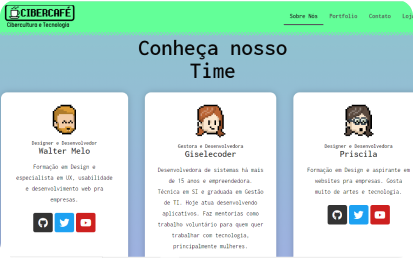 CIBERCAFÉ
Cibercultura e Tecnologia
Sobre Nós Portfolio Contato Loja
Conheça nosso
Time
Designer e Desenvolvedor
Walter Melo
Formação em Design e
especialista em UX, usabilidade
e desenvolvimento web pra
empresas.
Gestora e Desenvolvedora
Giselecoder
Desenvolvedora de sistemas há mais
de 15 anos e empreendedora.
Técnica em SI e graduada em Gestão
de TI. Hoje atua desenvolvendo
aplicativos. Faz mentorias como
trabalho voluntário para quem quer
trabalhar com tecnologia,
principalmente mulheres.
Designer e Desenvolvedora
Priscila
Formação em Design e aspirante em
websites pra empresas. Gosta
muito de artes e tecnologia.